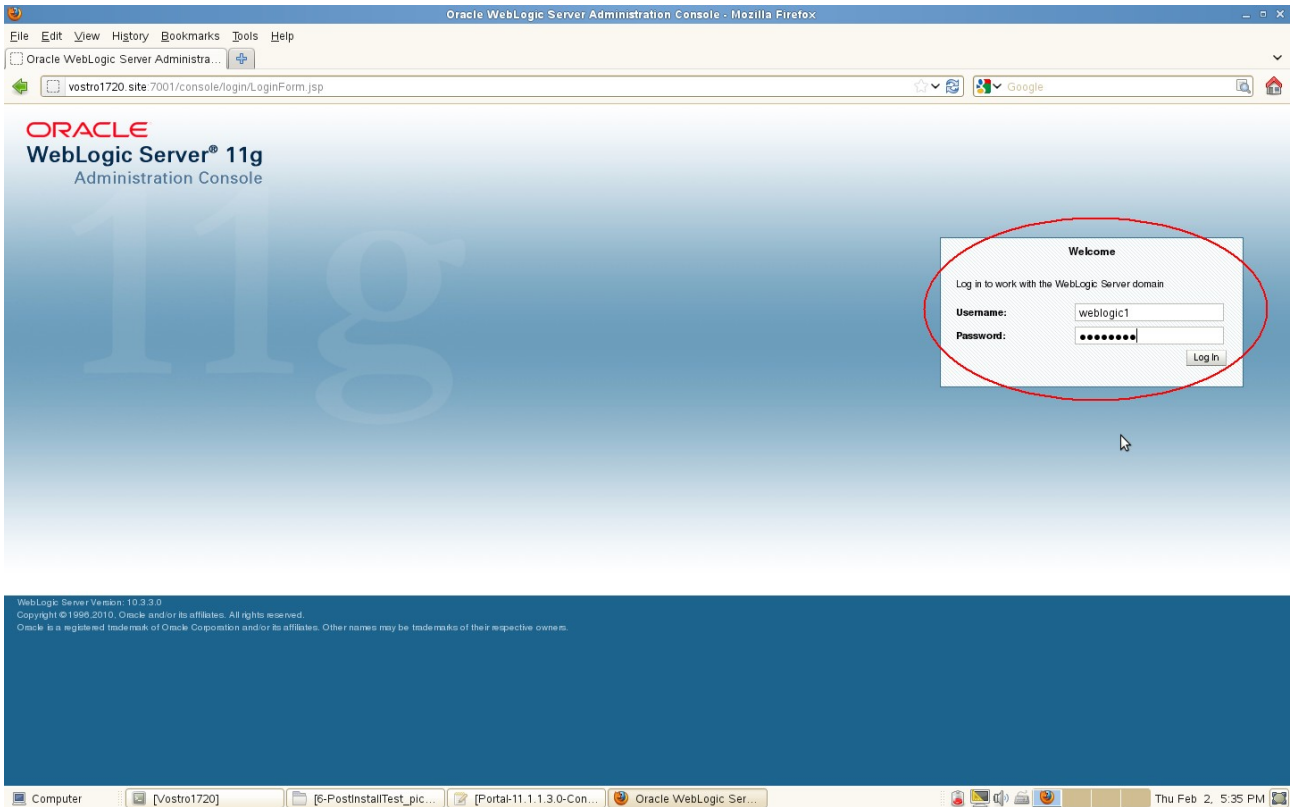 Oracle WebLogic Server Administration Console - Mozilla Firefox
File Edit View History Bookmarks Tools Help
Oracle WebLogic Server Administra...
vostro1720.site:7001/console/login/LoginForm.jsp
Google
ORACLE
WebLogic Server® 11g
Administration Console
11g
Welcome
Log in to work with the WebLogic Server domain
Username: weblogic1
Password: ●●●●●●●●
Log In
WebLogic Server Version: 10.3.3.0
Copyright © 1996,2010, Oracle and/or its affiliates. All rights reserved.
Oracle is a registered trademark of Oracle Corporation and/or its affiliates. Other names may be trademarks of their respective owners.
Computer [Vostro1720] [6-PostInstallTest_pic... [Portal-11.1.1.3.0-Con... Oracle WebLogic Ser... Thu Feb 2, 5:35 PM